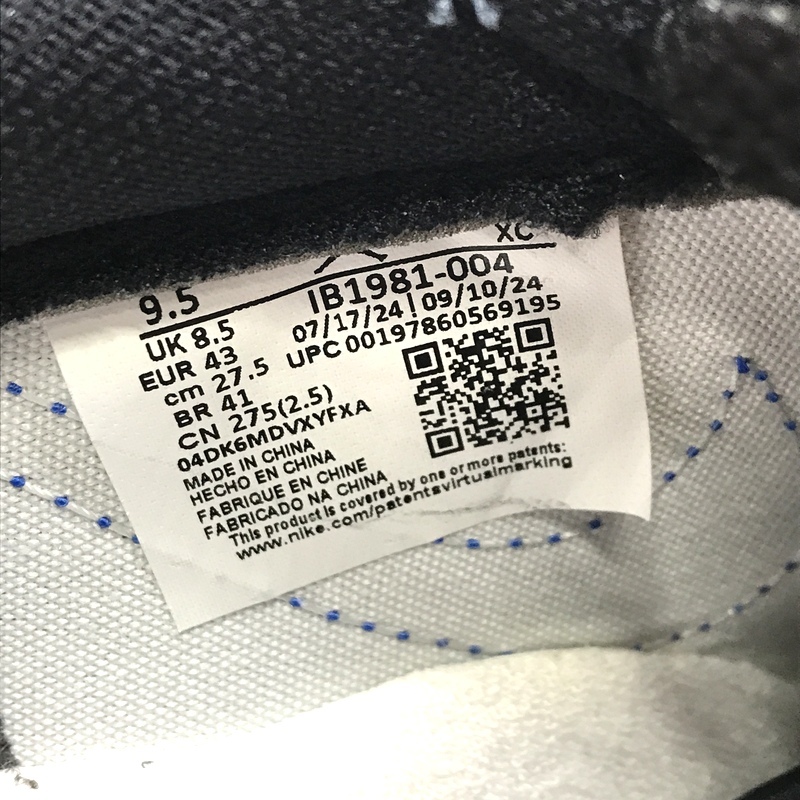 XC
9.5 IB1981-004
UK 8.5 07/17/24 | 09/10/24
EUR 43 UPC 00197860569195
cm 27.5
BR 41
CN 275(2.5)
04DK6MDVXYFXA
MADE IN CHINA
HECHO EN CHINA
FABRIQUE EN CHINE
FABRICADO NA CHINA
This product is covered by one or more patents:
www.nike.com/patentsvirtualmarking